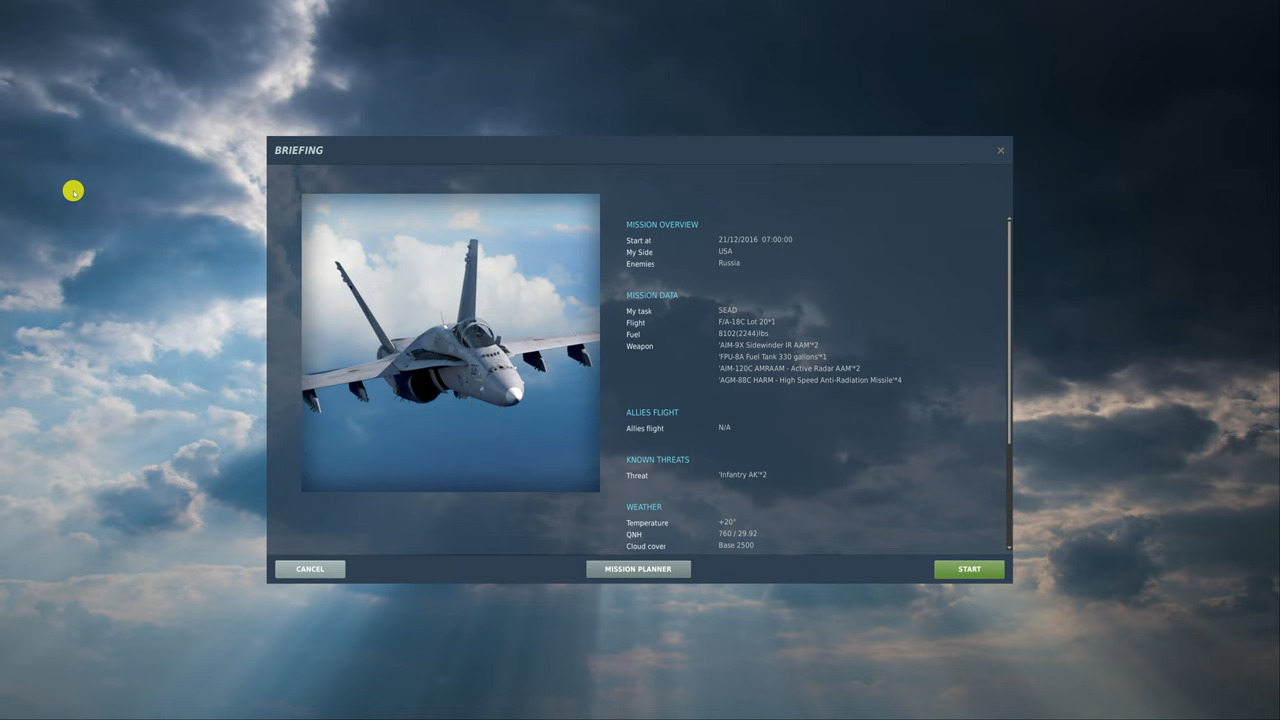 BRIEFING
MISSION OVERVIEW
Start at 21/12/2016 07:00:00
My Side USA
Enemies Russia
MISSION DATA
My task SEAD
Flight F/A-18C Lot 20*1
Fuel 8102(2244)lbs
Weapon 'AIM-9X Sidewinder IR AAM'*2
'FPU-8A Fuel Tank 330 gallons'*1
'AIM-120C AMRAAM - Active Radar AAM'*2
'AGM-88C HARM - High Speed Anti-Radiation Missile'*4
ALLIES FLIGHT
Allies flight N/A
KNOWN THREATS
Threat 'Infantry AK'*2
WEATHER
Temperature +20°
QNH 760 / 29.92
Cloud cover Base 2500
CANCEL MISSION PLANNER START